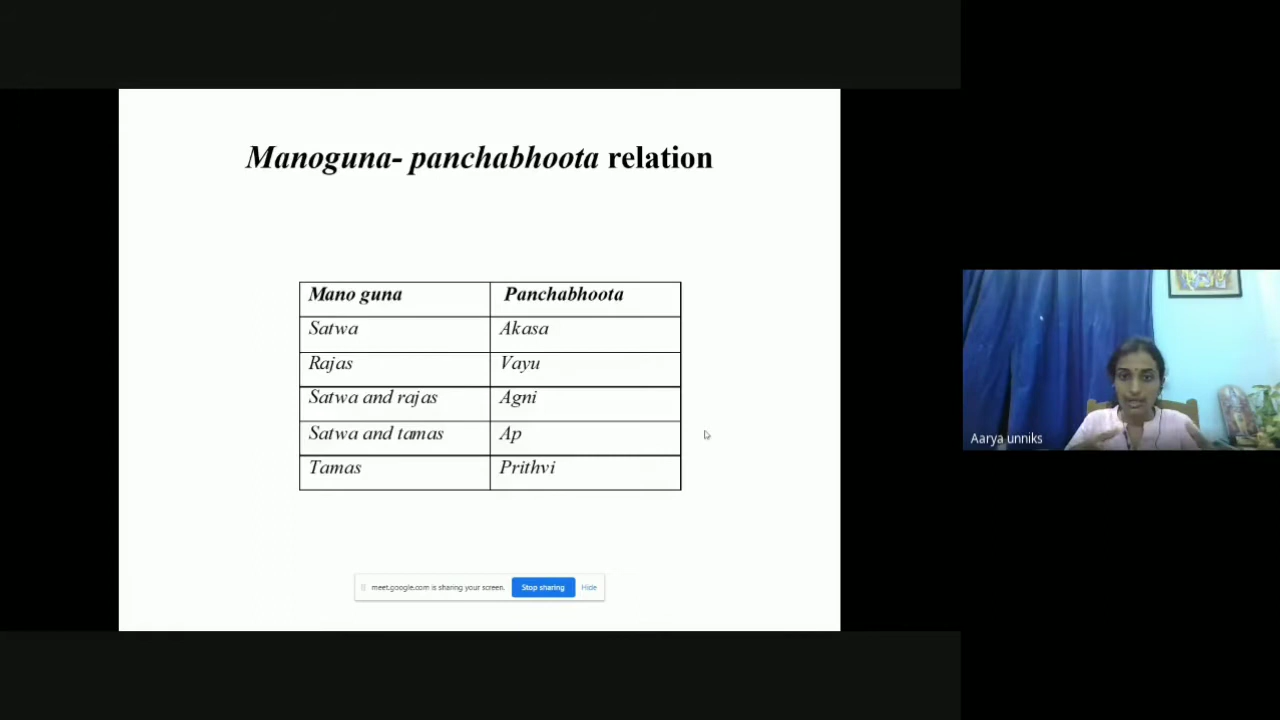 Manoguna- panchabhoota relation
Mano guna Panchabhoota
Satwa Akasa
Rajas Vayu
Satwa and rajas Agni
Satwa and tamas Ap
Tamas Prithvi
meet.google.com is sharing your screen. Stop sharing Hide
Aarya unniks